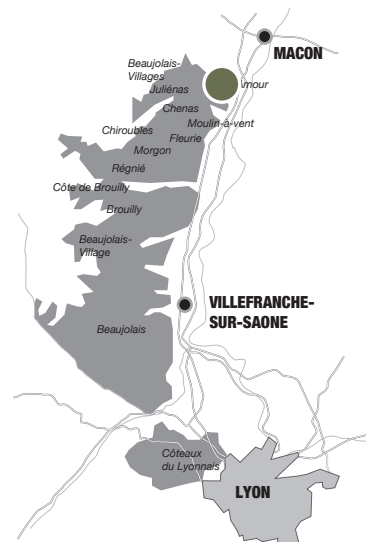 MACON
Beaujolais-
Villages
Juliénas
mour
Chenas
Moulin-à-vent
Chiroubles
Fleurie
Morgon
Régnié
Côte de Brouilly
Brouilly
Beaujolais-
Village
VILLEFRANCHE-
SUR-SAONE
Beaujolais
Côteaux
du Lyonnais
LYON